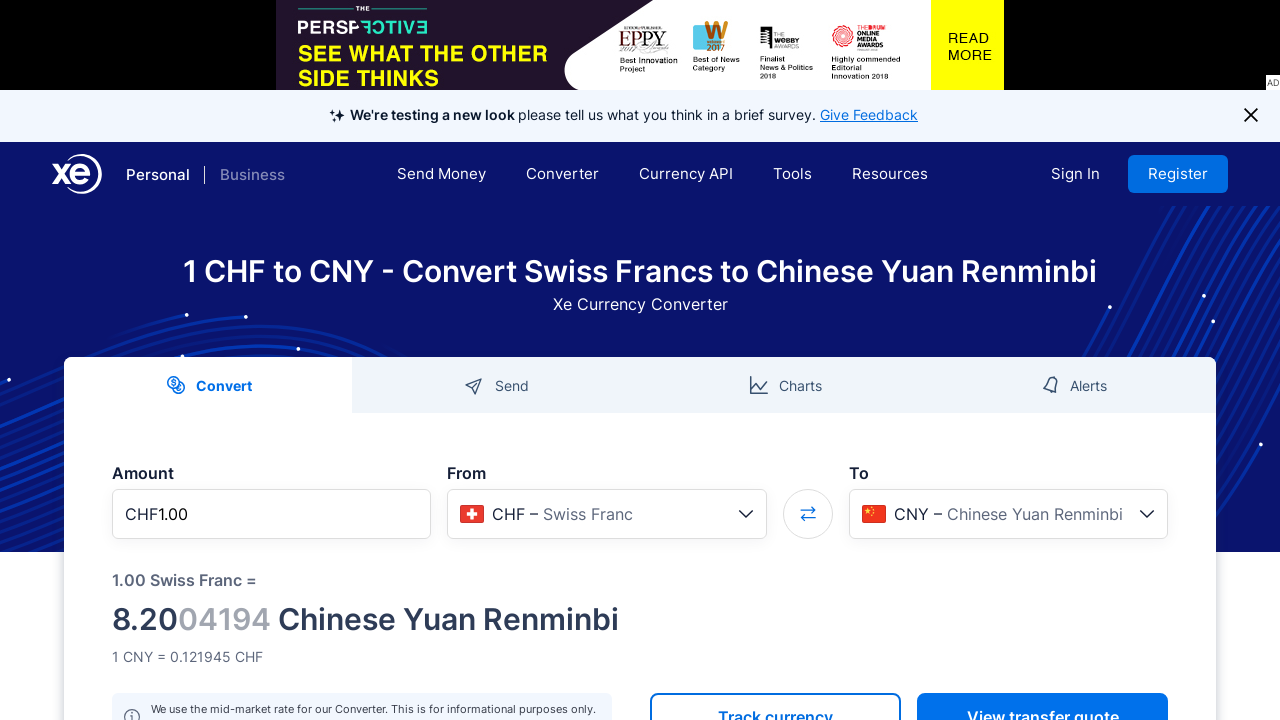 THE
PERSPECTIVE
SEE WHAT THE OTHER
SIDE THINKS
EPPY
2017
Best Innovation
Project
W
2017
Best of News
Category
THE
WEBBY
AWARDS
Finalist
News & Politics
2018
THE DRUM
ONLINE
MEDIA
AWARDS
Highly commended
Editorial
Innovation 2018
READ
MORE
AD
We're testing a new look please tell us what you think in a brief survey. Give Feedback
xe
Personal
Business
Send Money
Converter
Currency API
Tools
Resources
Sign In
Register
1 CHF to CNY - Convert Swiss Francs to Chinese Yuan Renminbi
Xe Currency Converter
Convert
Send
Charts
Alerts
Amount
From
To
CHF1.00
CHF – Swiss Franc
CNY – Chinese Yuan Renminbi
1.00 Swiss Franc =
8.2004194 Chinese Yuan Renminbi
1 CNY = 0.121945 CHF
We use the mid-market rate for our Converter. This is for informational purposes only.
Track currency
View transfer quote